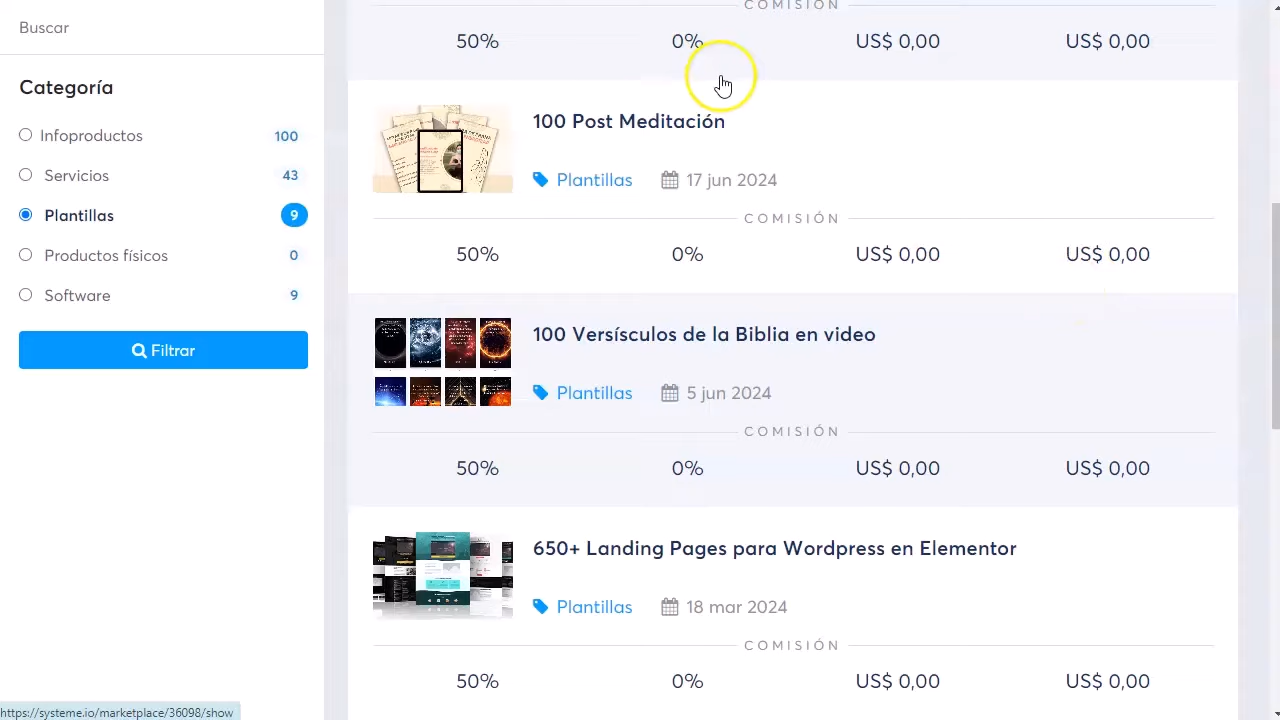 Buscar
Categoría
Infoproductos 100
Servicios 43
Plantillas 9
Productos físicos 0
Software 9
Filtrar
COMISIÓN
50% 0% US$ 0,00 US$ 0,00
100 Post Meditación
Plantillas 17 jun 2024
COMISIÓN
50% 0% US$ 0,00 US$ 0,00
100 Versísculos de la Biblia en video
Plantillas 5 jun 2024
COMISIÓN
50% 0% US$ 0,00 US$ 0,00
650+ Landing Pages para Wordpress en Elementor
Plantillas 18 mar 2024
COMISIÓN
50% 0% US$ 0,00 US$ 0,00
https://systeme.io/marketplace/36098/show